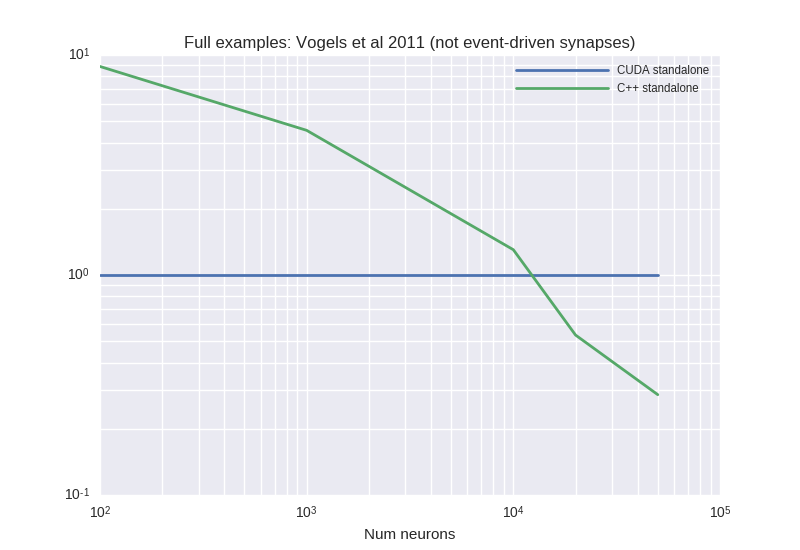 Full examples: Vogels et al 2011 (not event-driven synapses)
10¹
CUDA standalone
C++ standalone
10⁰
10⁻¹
10² 10³ 10⁴ 10⁵
Num neurons